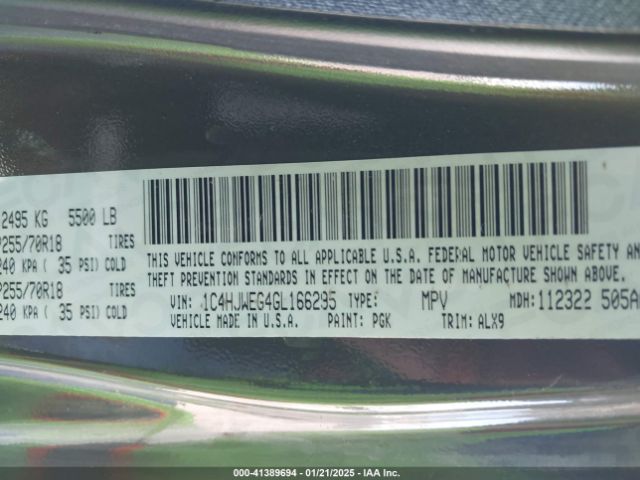 2495 KG 5500 LB
255/70R18 TIRES
240 KPA ( 35 PSI) COLD
255/70R18 TIRES
240 KPA ( 35 PSI) COLD
THIS VEHICLE CONFORMS TO ALL APPLICABLE U.S.A. FEDERAL MOTOR VEHICLE SAFETY AN
THEFT PREVENTION STANDARDS IN EFFECT ON THE DATE OF MANUFACTURE SHOWN ABOVE.
VIN: 1C4HJWEG4GL166295 TYPE: MPV MDH: 112322 505A
VEHICLE MADE IN U.S.A. PAINT: PGK TRIM: ALX9
000-41389694 - 01/21/2025 - IAA Inc.